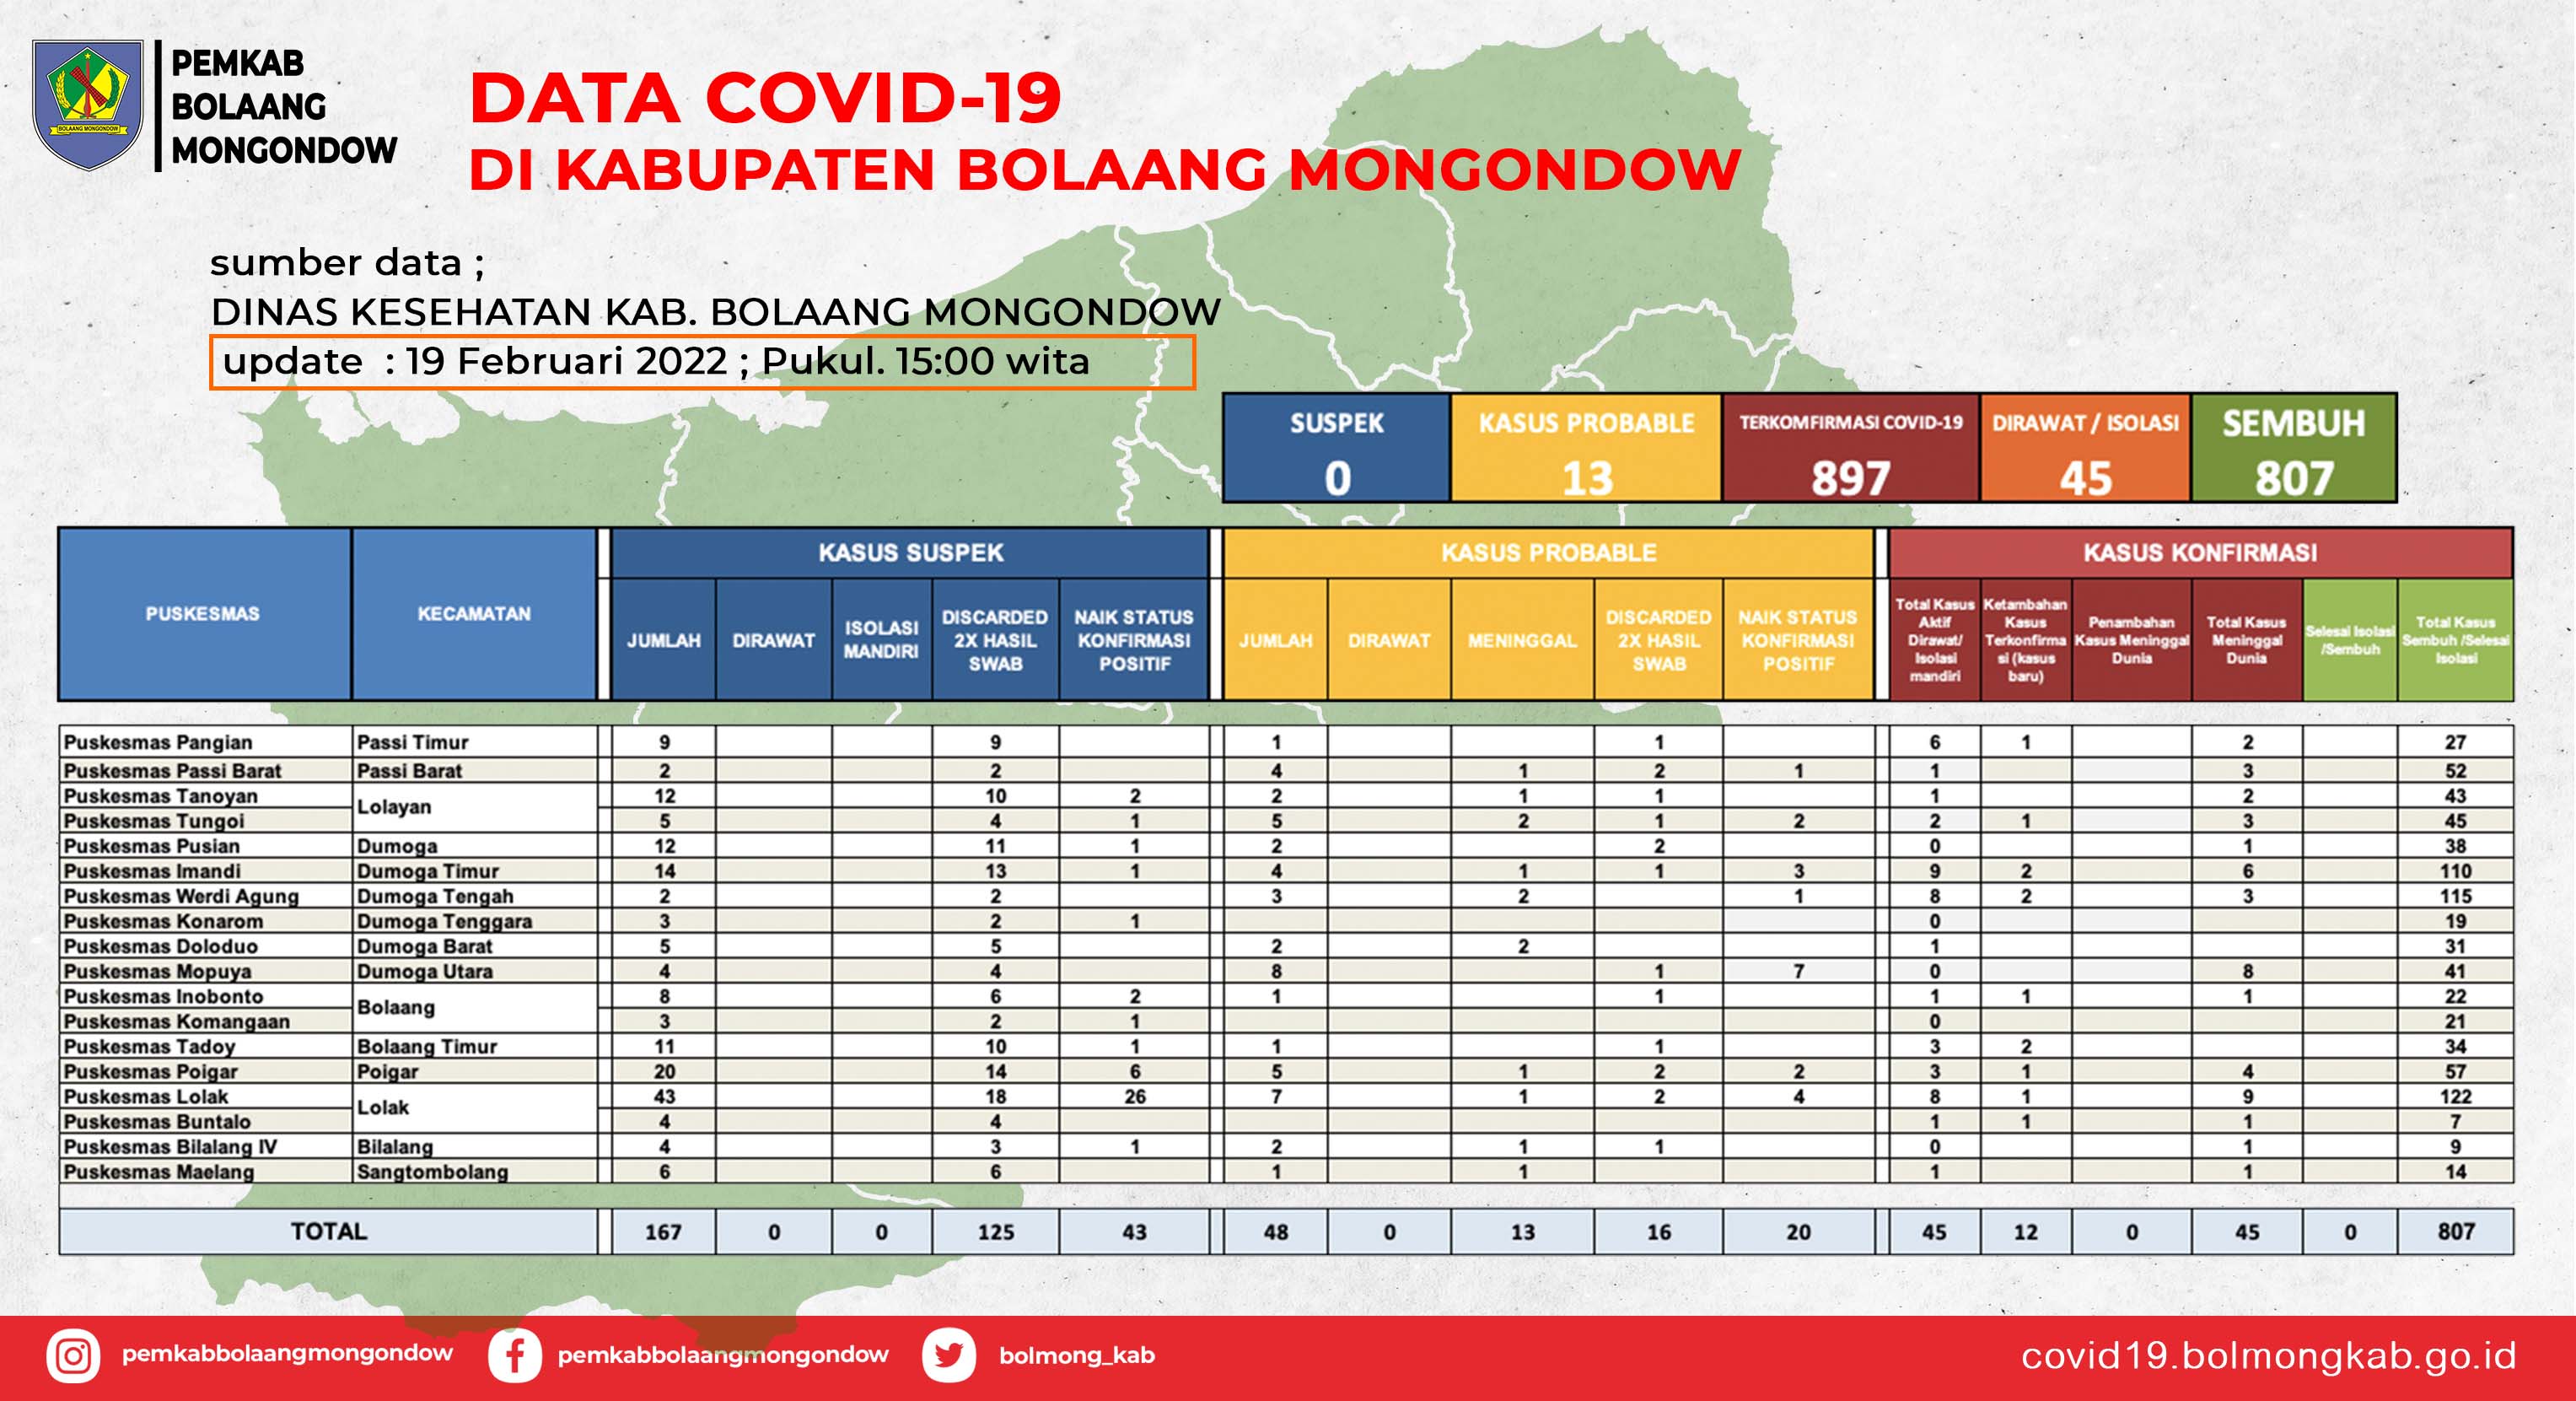 PEMKAB
BOLAANG
MONGONDOW
BOLAANG MONGONDOW
DATA COVID-19
DI KABUPATEN BOLAANG MONGONDOW
sumber data ;
DINAS KESEHATAN KAB. BOLAANG MONGONDOW
update : 19 Februari 2022 ; Pukul. 15:00 wita
SUSPEK KASUS PROBABLE TERKOMFIRMASI COVID-19 DIRAWAT / ISOLASI SEMBUH
0 13 897 45 807
PUSKESMAS KECAMATAN KASUS SUSPEK KASUS PROBABLE KASUS KONFIRMASI
JUMLAH
DIRAWAT
ISOLASI
MANDIRI
DISCARDED
2X HASIL
SWAB
NAIK STATUS
KONFIRMASI
POSITIF
JUMLAH
DIRAWAT
MENINGGAL
DISCARDED
2X HASIL
SWAB
NAIK STATUS
KONFIRMASI
POSITIF
Total Kasus
Aktif
Dirawat/
Isolasi
mandiri
Ketambahan
Kasus
Terkonfirma
si (kasus
baru)
Penambahan
Kasus Meninggal
Dunia
Total Kasus
Meninggal
Dunia
Selesai Isolasi
/Sembuh
Total Kasus
Sembuh /Selesai
Isolasi
Puskesmas Pangian Passi Timur 9 9 1 1 6 1 2 27
Puskesmas Passi Barat Passi Barat 2 2 4 1 2 1 1 3 52
Puskesmas Tanoyan Lolayan 12 10 2 2 1 1 1 2 43
Puskesmas Tungoi 5 4 1 5 2 1 2 2 1 3 45
Puskesmas Pusian Dumoga 12 11 1 2 2 0 1 38
Puskesmas Imandi Dumoga Timur 14 13 1 4 1 1 3 9 2 6 110
Puskesmas Werdi Agung Dumoga Tengah 2 2 3 2 1 8 2 3 115
Puskesmas Konarom Dumoga Tenggara 3 2 1 0 19
Puskesmas Doloduo Dumoga Barat 5 5 2 2 1 31
Puskesmas Mopuya Dumoga Utara 4 4 8 1 7 0 8 41
Puskesmas Inobonto Bolaang 8 6 2 1 1 1 1 1 22
Puskesmas Komangaan 3 2 1 0 21
Puskesmas Tadoy Bolaang Timur 11 10 1 1 1 3 2 34
Puskesmas Poigar Poigar 20 14 6 5 1 2 2 3 1 4 57
Puskesmas Lolak Lolak 43 18 26 7 1 2 4 8 1 9 122
Puskesmas Buntalo 4 4 1 1 1 7
Puskesmas Bilalang IV Bilalang 4 3 1 2 1 1 0 1 9
Puskesmas Maelang Sangtombolang 6 6 1 1 1 1 14
TOTAL 167 0 0 125 43 48 0 13 16 20 45 12 0 45 0 807
pemkabbolaangmongondow pemkabbolaangmongondow bolmong_kab covid19.bolmongkab.go.id